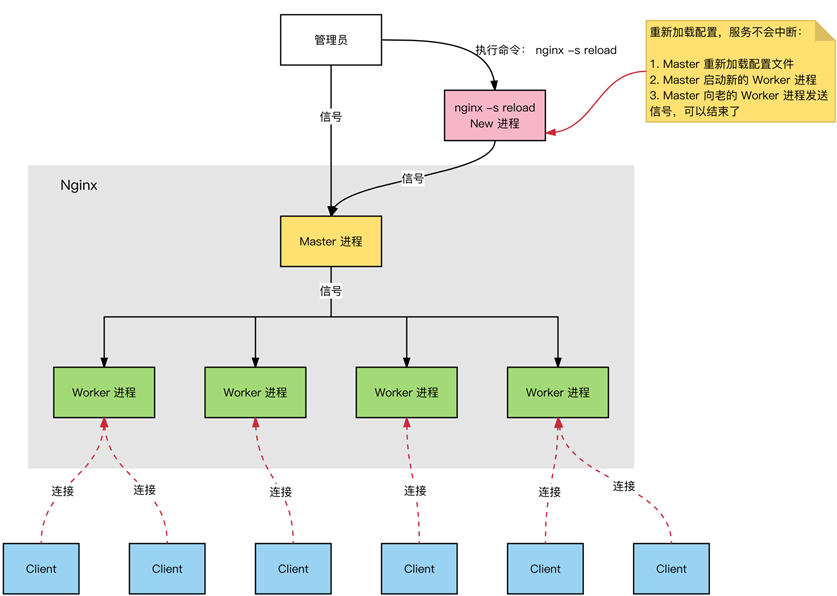 管理员
执行命令： nginx -s reload
重新加载配置，服务不会中断：
1. Master 重新加载配置文件
2. Master 启动新的 Worker 进程
3. Master 向老的 Worker 进程发送
信号，可以结束了
nginx -s reload
New 进程
信号
信号
Nginx
Master 进程
信号
Worker 进程
Worker 进程
Worker 进程
Worker 进程
连接
连接
连接
连接
连接
连接
Client
Client
Client
Client
Client
Client